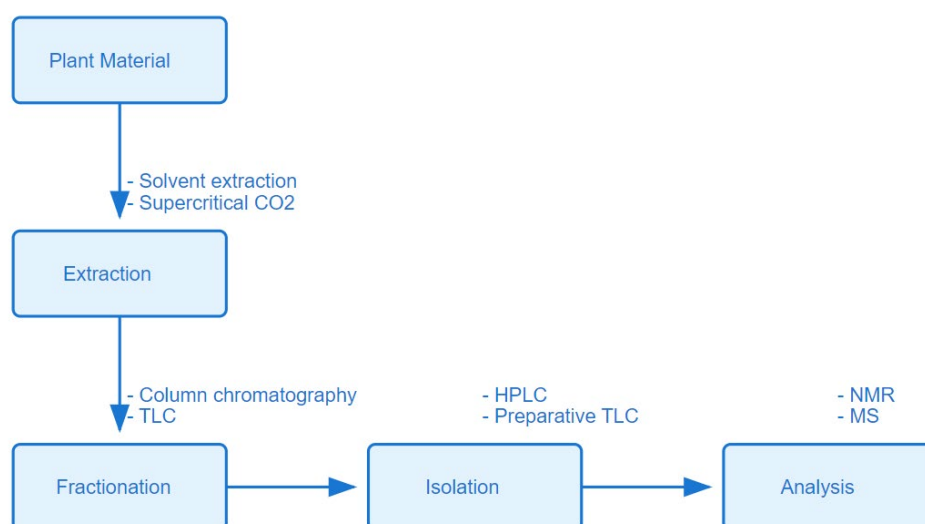 Plant Material
- Solvent extraction
- Supercritical CO2
Extraction
- Column chromatography
- TLC
- HPLC
- Preparative TLC
- NMR
- MS
Fractionation
Isolation
Analysis